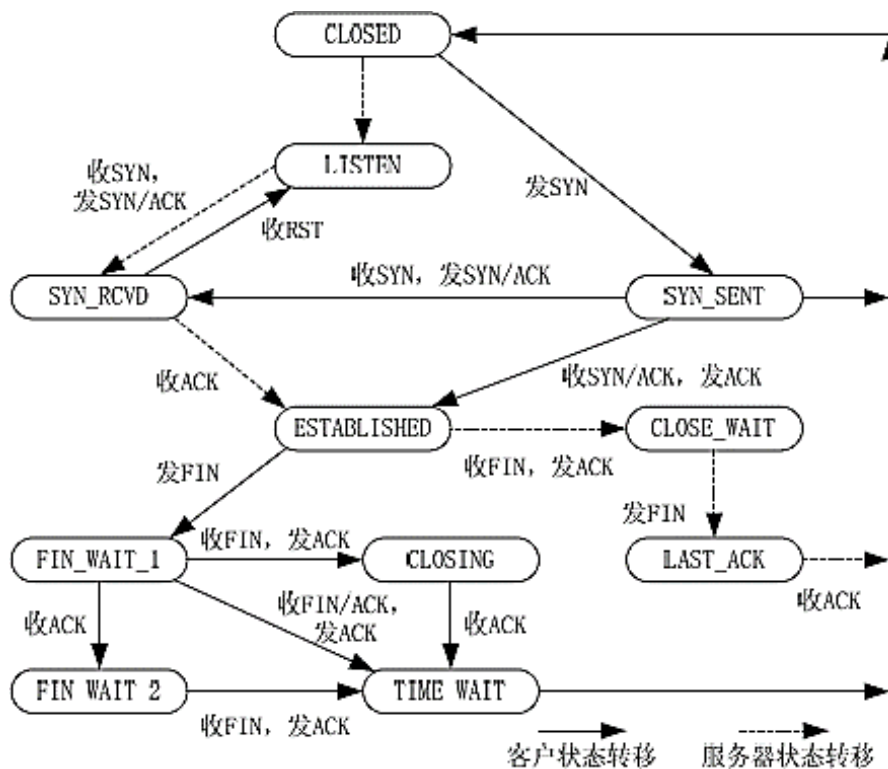 CLOSED
LISTEN
收SYN,
发SYN/ACK
发SYN
收RST
收SYN, 发SYN/ACK
SYN_RCVD
SYN_SENT
收ACK
收SYN/ACK, 发ACK
ESTABLISHED
CLOSE_WAIT
发FIN
收FIN, 发ACK
发FIN
收FIN, 发ACK
FIN_WAIT_1
CLOSING
LAST_ACK
收FIN/ACK,
发ACK
收ACK
收ACK
收ACK
FIN WAIT 2
TIME WAIT
收FIN, 发ACK
客户状态转移
服务器状态转移